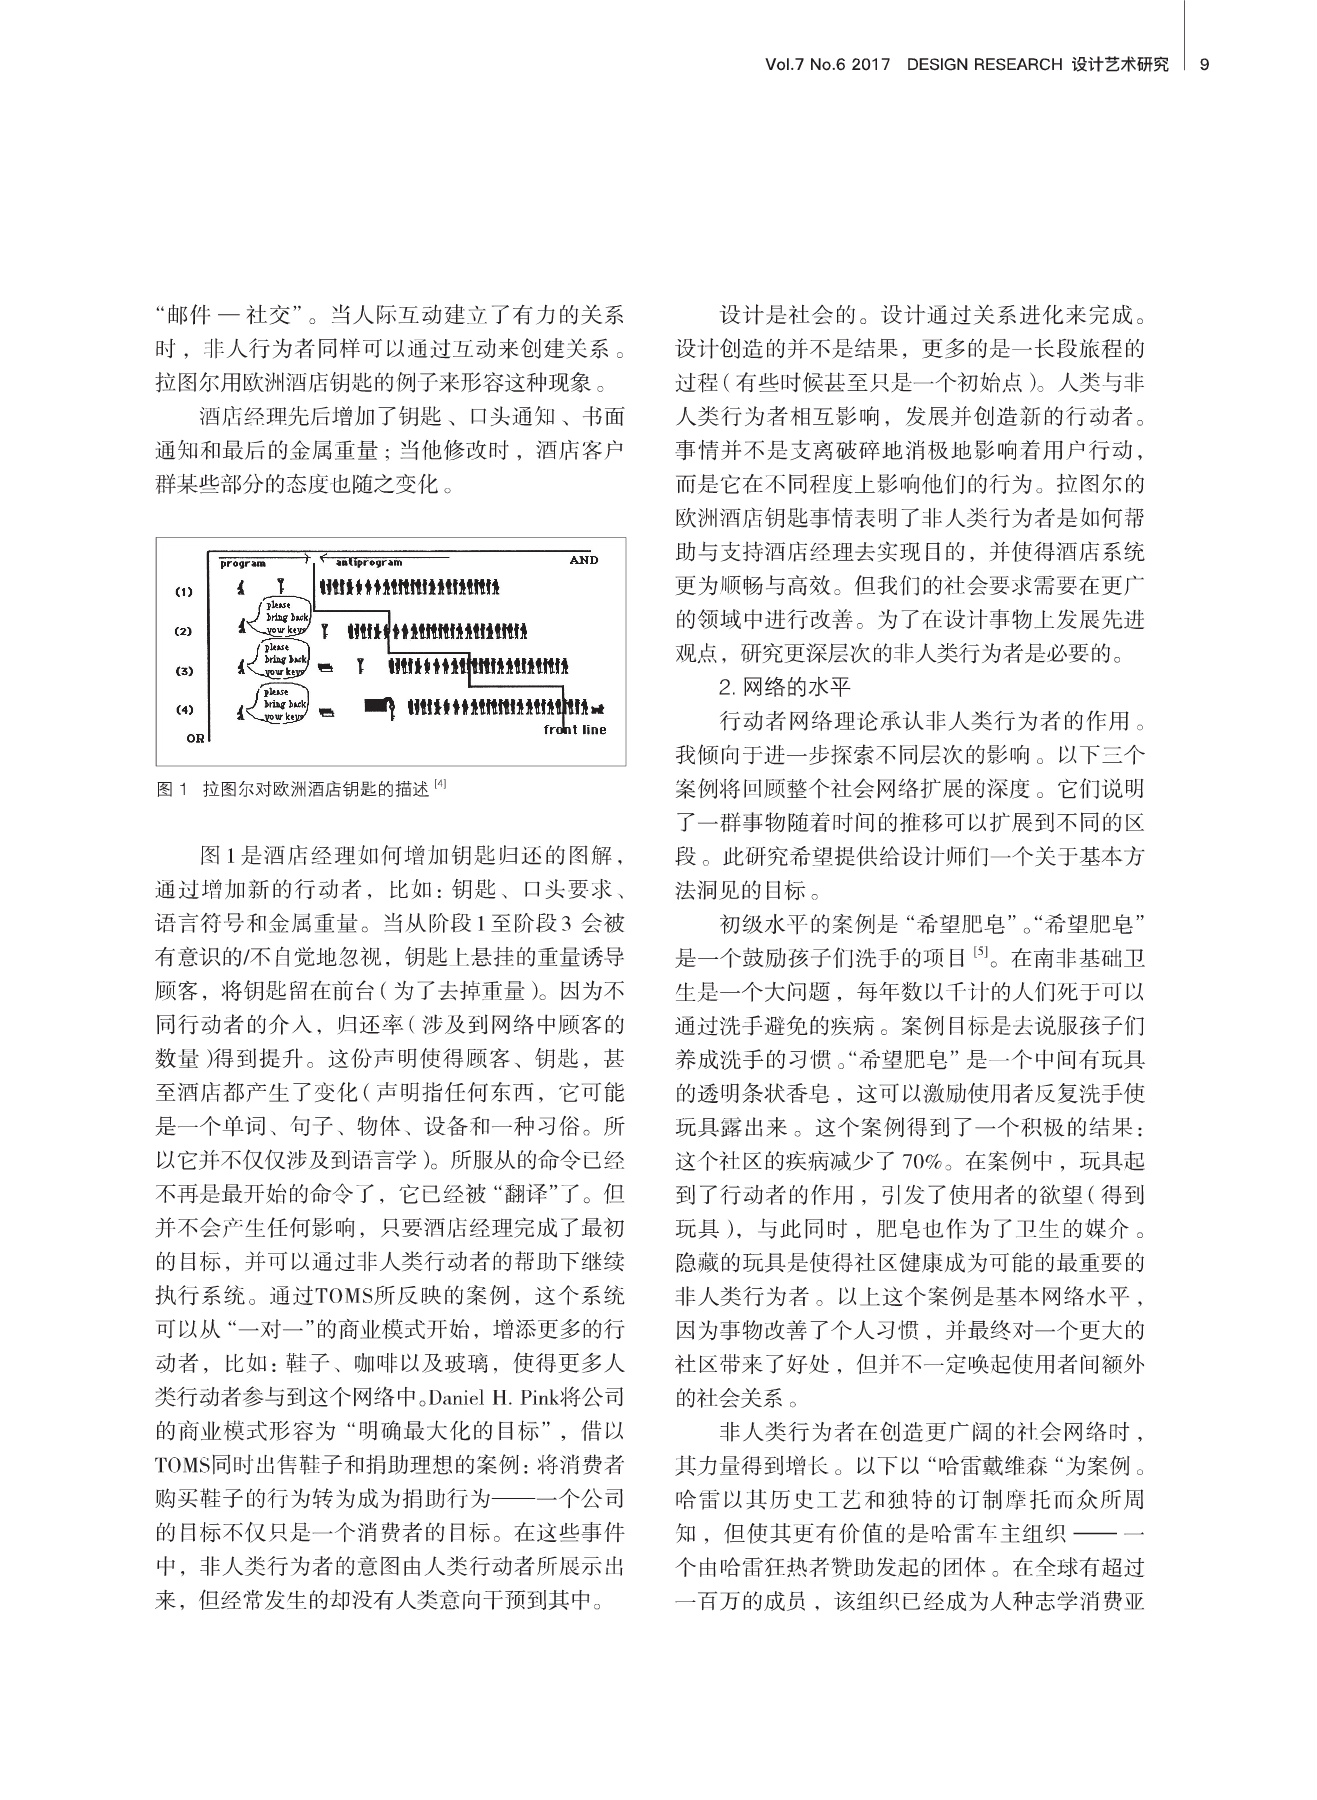 Vol.7 No.6 2017 DESIGN RESEARCH 设计艺术研究 9
“邮件 — 社交”。当人际互动建立了有力的关系
时，非人行为者同样可以通过互动来创建关系。
拉图尔用欧洲酒店钥匙的例子来形容这种现象。
酒店经理先后增加了钥匙、口头通知、书面
通知和最后的金属重量；当他修改时，酒店客户
群某些部分的态度也随之变化。
program antiprogram AND
(1)
please
bring back
your keys
(2)
please
bring back
your keys
(3)
please
bring back
your keys
(4)
front line
OR
图 1 拉图尔对欧洲酒店钥匙的描述 [4]
图 1 是酒店经理如何增加钥匙归还的图解，
通过增加新的行动者，比如：钥匙、口头要求、
语言符号和金属重量。当从阶段 1 至阶段 3 会被
有意识的/不自觉地忽视，钥匙上悬挂的重量诱导
顾客，将钥匙留在前台（为了去掉重量）。因为不
同行动者的介入，归还率（涉及到网络中顾客的
数量）得到提升。这份声明使得顾客、钥匙，甚
至酒店都产生了变化（声明指任何东西，它可能
是一个单词、句子、物体、设备和一种习俗。所
以它并不仅仅涉及到语言学）。所服从的命令已经
不再是最开始的命令了，它已经被 “翻译”了。但
并不会产生任何影响，只要酒店经理完成了最初
的目标，并可以通过非人类行动者的帮助下继续
执行系统。通过TOMS所反映的案例，这个系统
可以从 “一对一”的商业模式开始，增添更多的行
动者，比如：鞋子、咖啡以及玻璃，使得更多人
类行动者参与到这个网络中。Daniel H. Pink将公司
的商业模式形容为 “明确最大化的目标”，借以
TOMS同时出售鞋子和捐助理想的案例：将消费者
购买鞋子的行为转为成为捐助行为——一个公司
的目标不仅只是一个消费者的目标。在这些事件
中，非人类行为者的意图由人类行动者所展示出
来，但经常发生的却没有人类意向干预到其中。
设计是社会的。设计通过关系进化来完成。
设计创造的并不是结果，更多的是一长段旅程的
过程（有些时候甚至只是一个初始点）。人类与非
人类行为者相互影响，发展并创造新的行动者。
事情并不是支离破碎地消极地影响着用户行动，
而是它在不同程度上影响他们的行为。拉图尔的
欧洲酒店钥匙事情表明了非人类行为者是如何帮
助与支持酒店经理去实现目的，并使得酒店系统
更为顺畅与高效。但我们的社会要求需要在更广
的领域中进行改善。为了在设计事物上发展先进
观点，研究更深层次的非人类行为者是必要的。
2. 网络的水平
行动者网络理论承认非人类行为者的作用。
我倾向于进一步探索不同层次的影响。以下三个
案例将回顾整个社会网络扩展的深度。它们说明
了一群事物随着时间的推移可以扩展到不同的区
段。此研究希望提供给设计师们一个关于基本方
法洞见的目标。
初级水平的案例是 “希望肥皂”。“希望肥皂”
是一个鼓励孩子们洗手的项目 [5]。在南非基础卫
生是一个大问题，每年数以千计的人们死于可以
通过洗手避免的疾病。案例目标是去说服孩子们
养成洗手的习惯。“希望肥皂” 是一个中间有玩具
的透明条状香皂，这可以激励使用者反复洗手使
玩具露出来。这个案例得到了一个积极的结果：
这个社区的疾病减少了 70%。在案例中，玩具起
到了行动者的作用，引发了使用者的欲望（得到
玩具），与此同时，肥皂也作为了卫生的媒介。
隐藏的玩具是使得社区健康成为可能的最重要的
非人类行为者。以上这个案例是基本网络水平，
因为事物改善了个人习惯，并最终对一个更大的
社区带来了好处，但并不一定唤起使用者间额外
的社会关系。
非人类行为者在创造更广阔的社会网络时，
其力量得到增长。以下以 “哈雷戴维森 “为案例。
哈雷以其历史工艺和独特的订制摩托而众所周
知，但使其更有价值的是哈雷车主组织 —— 一
个由哈雷狂热者赞助发起的团体。在全球有超过
一百万的成员，该组织已经成为人种志学消费亚